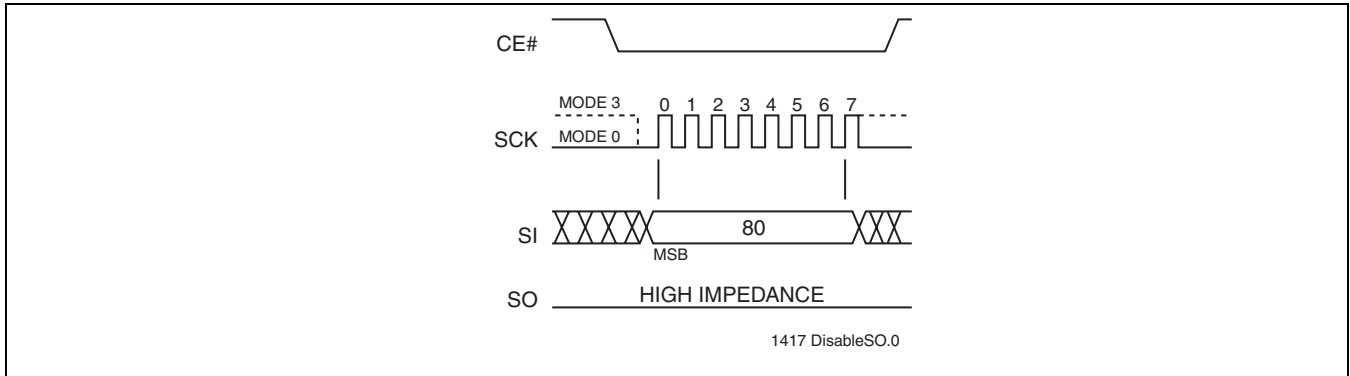 CE#
MODE 3 0 1 2 3 4 5 6 7
SCK MODE 0
SI 80
MSB
SO HIGH IMPEDANCE
1417 DisableSO.0